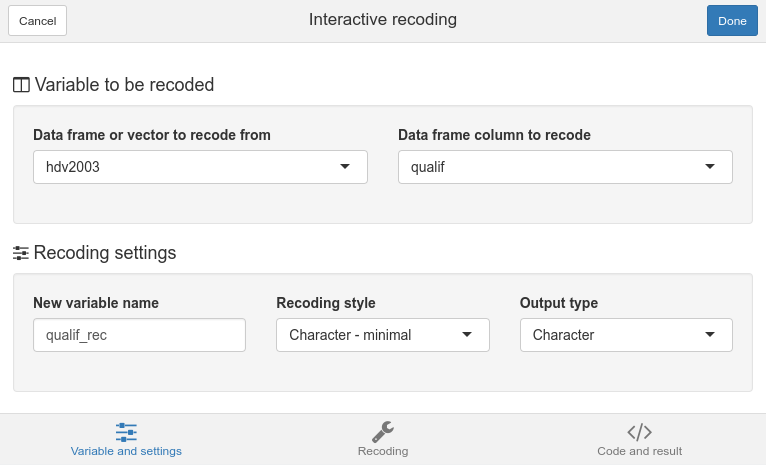 Cancel
Interactive recoding
Done
Variable to be recoded
Data frame or vector to recode from
Data frame column to recode
hdv2003
qualif
Recoding settings
New variable name
Recoding style
Output type
qualif_rec
Character - minimal
Character
Variable and settings
Recoding
Code and result